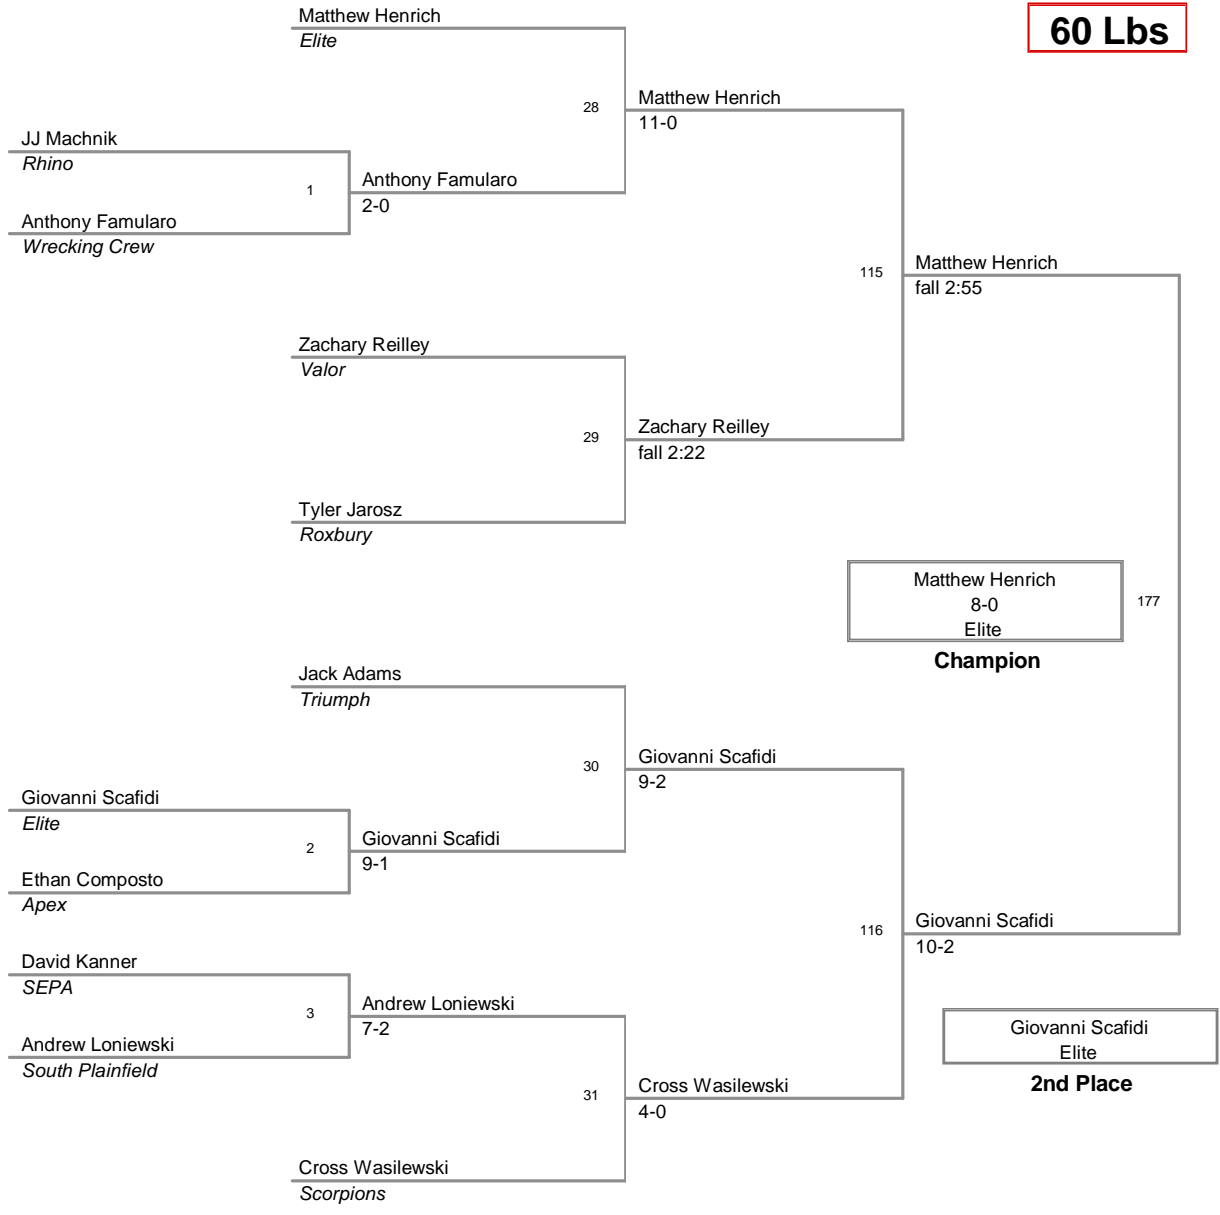 Matthew Henrich
Elite
60 Lbs
28
Matthew Henrich
11-0
JJ Machnik
Rhino
1
Anthony Famularo
2-0
Anthony Famularo
Wrecking Crew
115
Matthew Henrich
fall 2:55
Zachary Reilley
Valor
29
Zachary Reilley
fall 2:22
Tyler Jarosz
Roxbury
Matthew Henrich
8-0
Elite
177
Champion
Jack Adams
Triumph
30
Giovanni Scafidi
9-2
Giovanni Scafidi
Elite
2
Giovanni Scafidi
9-1
Ethan Composto
Apex
116
Giovanni Scafidi
10-2
David Kanner
SEPA
3
Andrew Loniewski
7-2
Andrew Loniewski
South Plainfield
Giovanni Scafidi
Elite
2nd Place
31
Cross Wasilewski
4-0
Cross Wasilewski
Scorpions